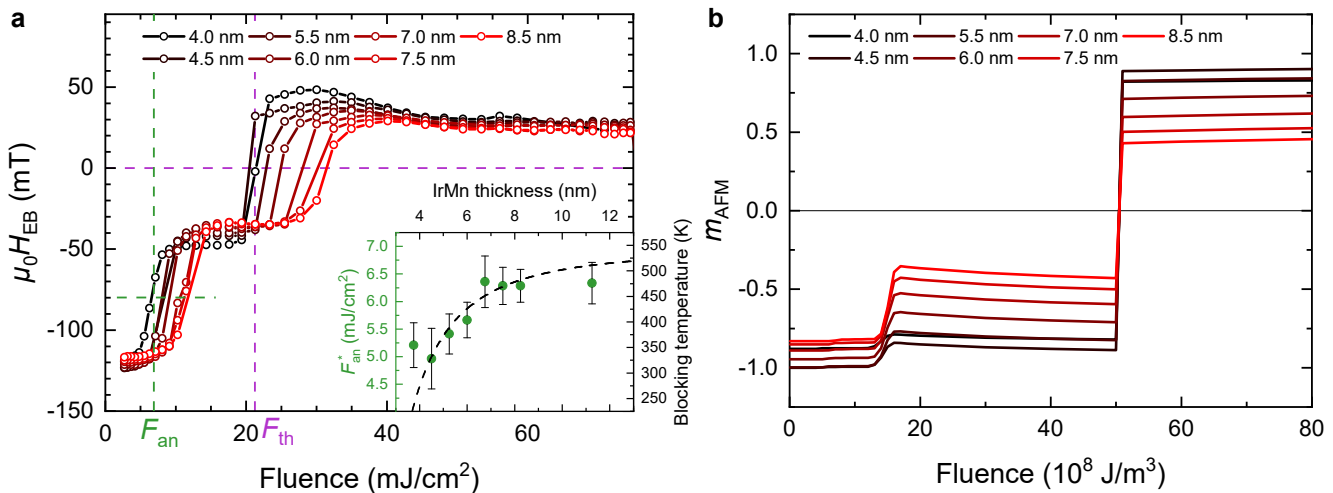 a
μ₀H_EB (mT)
50
0
-50
-100
-150
4.0 nm 5.5 nm 7.0 nm 8.5 nm
4.5 nm 6.0 nm 7.5 nm
0 20 40 60
F_an F_th
Fluence (mJ/cm²)
IrMn thickness (nm)
4 6 8 10 12
F*_an (mJ/cm²)
7.0
6.5
6.0
5.5
5.0
4.5
Blocking temperature (K)
550
500
450
400
350
300
250
b
m_AFM
1.0
0.5
0.0
-0.5
-1.0
4.0 nm 5.5 nm 7.0 nm 8.5 nm
4.5 nm 6.0 nm 7.5 nm
0 20 40 60 80
Fluence (10⁸ J/m³)